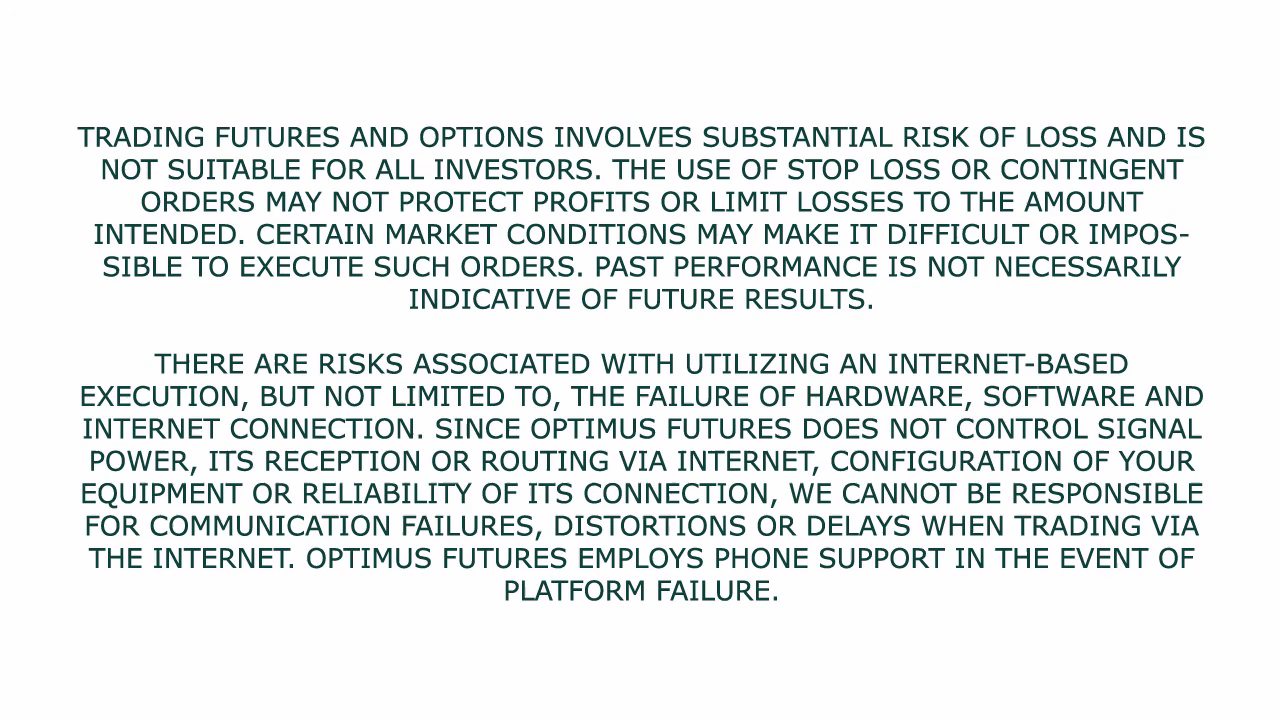 TRADING FUTURES AND OPTIONS INVOLVES SUBSTANTIAL RISK OF LOSS AND IS
NOT SUITABLE FOR ALL INVESTORS. THE USE OF STOP LOSS OR CONTINGENT
ORDERS MAY NOT PROTECT PROFITS OR LIMIT LOSSES TO THE AMOUNT
INTENDED. CERTAIN MARKET CONDITIONS MAY MAKE IT DIFFICULT OR IMPOS-
SIBLE TO EXECUTE SUCH ORDERS. PAST PERFORMANCE IS NOT NECESSARILY
INDICATIVE OF FUTURE RESULTS.
THERE ARE RISKS ASSOCIATED WITH UTILIZING AN INTERNET-BASED
EXECUTION, BUT NOT LIMITED TO, THE FAILURE OF HARDWARE, SOFTWARE AND
INTERNET CONNECTION. SINCE OPTIMUS FUTURES DOES NOT CONTROL SIGNAL
POWER, ITS RECEPTION OR ROUTING VIA INTERNET, CONFIGURATION OF YOUR
EQUIPMENT OR RELIABILITY OF ITS CONNECTION, WE CANNOT BE RESPONSIBLE
FOR COMMUNICATION FAILURES, DISTORTIONS OR DELAYS WHEN TRADING VIA
THE INTERNET. OPTIMUS FUTURES EMPLOYS PHONE SUPPORT IN THE EVENT OF
PLATFORM FAILURE.